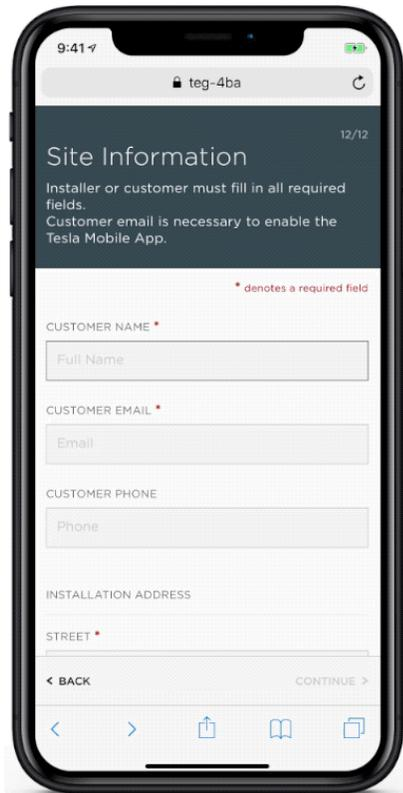 9:41
teg-4ba
12/12
Site Information
Installer or customer must fill in all required
fields.
Customer email is necessary to enable the
Tesla Mobile App.
* denotes a required field
CUSTOMER NAME *
Full Name
CUSTOMER EMAIL *
Email
CUSTOMER PHONE
Phone
INSTALLATION ADDRESS
STREET *
< BACK
CONTINUE >